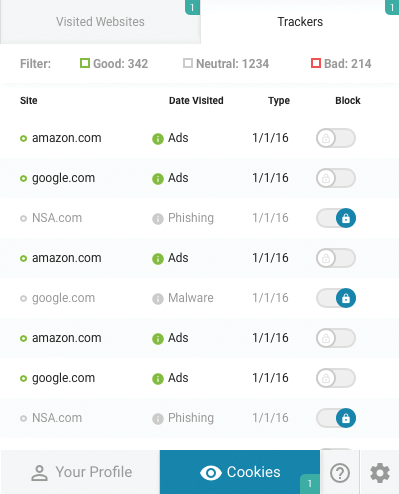 1 1
Visited Websites Trackers
Filter: Good: 342 Neutral: 1234 Bad: 214
Site Date Visited Type Block
amazon.com Ads 1/1/16
google.com Ads 1/1/16
NSA.com Phishing 1/1/16
amazon.com Ads 1/1/16
google.com Malware 1/1/16
amazon.com Ads 1/1/16
google.com Ads 1/1/16
NSA.com Phishing 1/1/16
Your Profile Cookies ?
1